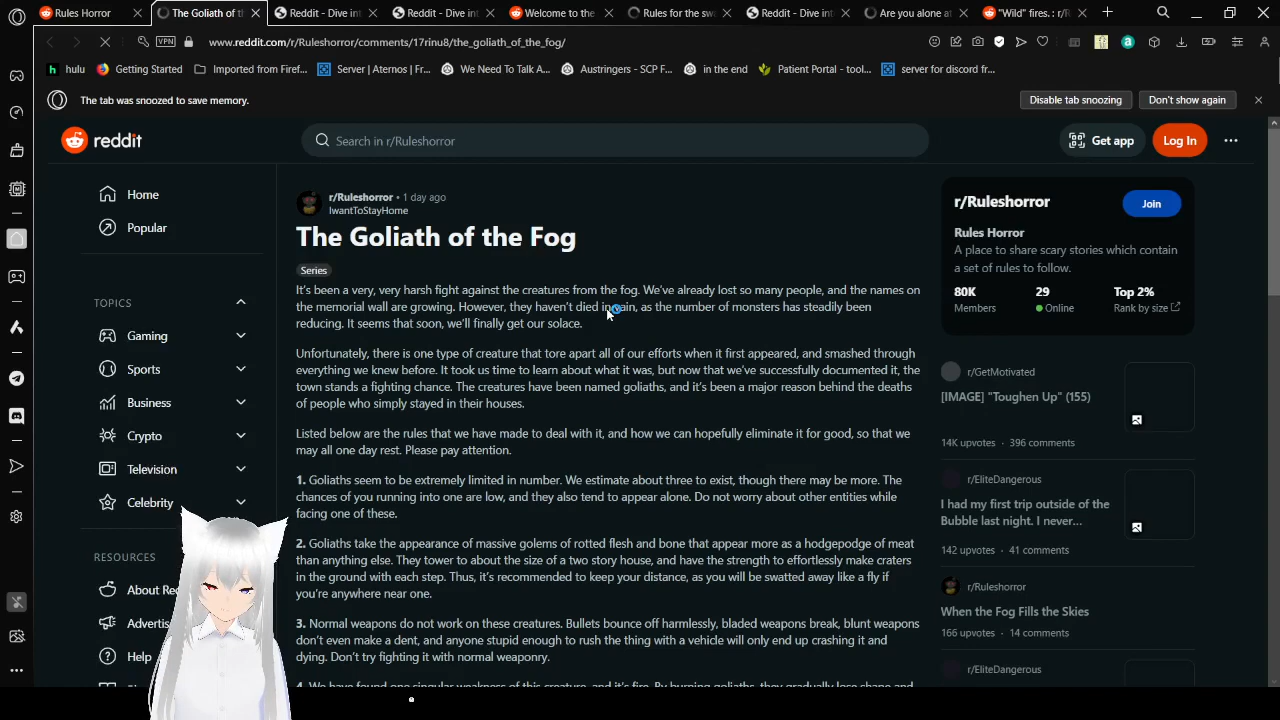 Rules Horror
The Goliath of th
Reddit - Dive int
Reddit - Dive int
Welcome to the
Rules for the sw
Reddit - Dive int
Are you alone at
"Wild" fires. : r/R
VPN
www.reddit.com/r/Ruleshorror/comments/17rinu8/the_goliath_of_the_fog/
hulu
Getting Started
Imported from Firef...
Server | Aternos | Fr...
We Need To Talk A...
Austringers - SCP F...
in the end
Patient Portal - tool...
server for discord fr...
The tab was snoozed to save memory.
Disable tab snoozing
Don't show again
reddit
Search in r/Ruleshorror
Get app
Log In
Home
Popular
TOPICS
Gaming
Sports
Business
Crypto
Television
Celebrity
RESOURCES
About Re
Advertis
Help
r/Ruleshorror • 1 day ago
IwantToStayHome
The Goliath of the Fog
Series
It's been a very, very harsh fight against the creatures from the fog. We've already lost so many people, and the names on
the memorial wall are growing. However, they haven't died in vain, as the number of monsters has steadily been
reducing. It seems that soon, we'll finally get our solace.
Unfortunately, there is one type of creature that tore apart all of our efforts when it first appeared, and smashed through
everything we knew before. It took us time to learn about what it was, but now that we've successfully documented it, the
town stands a fighting chance. The creatures have been named goliaths, and it's been a major reason behind the deaths
of people who simply stayed in their houses.
Listed below are the rules that we have made to deal with it, and how we can hopefully eliminate it for good, so that we
may all one day rest. Please pay attention.
1. Goliaths seem to be extremely limited in number. We estimate about three to exist, though there may be more. The
chances of you running into one are low, and they also tend to appear alone. Do not worry about other entities while
facing one of these.
2. Goliaths take the appearance of massive golems of rotted flesh and bone that appear more as a hodgepodge of meat
than anything else. They tower to about the size of a two story house, and have the strength to effortlessly make craters
in the ground with each step. Thus, it's recommended to keep your distance, as you will be swatted away like a fly if
you're anywhere near one.
3. Normal weapons do not work on these creatures. Bullets bounce off harmlessly, bladed weapons break, blunt weapons
don't even make a dent, and anyone stupid enough to rush the thing with a vehicle will only end up crashing it and
dying. Don't try fighting it with normal weaponry.
4. We have found one singular weakness of this creature, and it's fire. By burning goliaths, they gradually lose shape and
r/Ruleshorror
Join
Rules Horror
A place to share scary stories which contain
a set of rules to follow.
80K
29
Top 2%
Members
Online
Rank by size
r/GetMotivated
[IMAGE] "Toughen Up" (155)
14K upvotes • 396 comments
r/EliteDangerous
I had my first trip outside of the
Bubble last night. I never...
142 upvotes • 41 comments
r/Ruleshorror
When the Fog Fills the Skies
166 upvotes • 14 comments
r/EliteDangerous